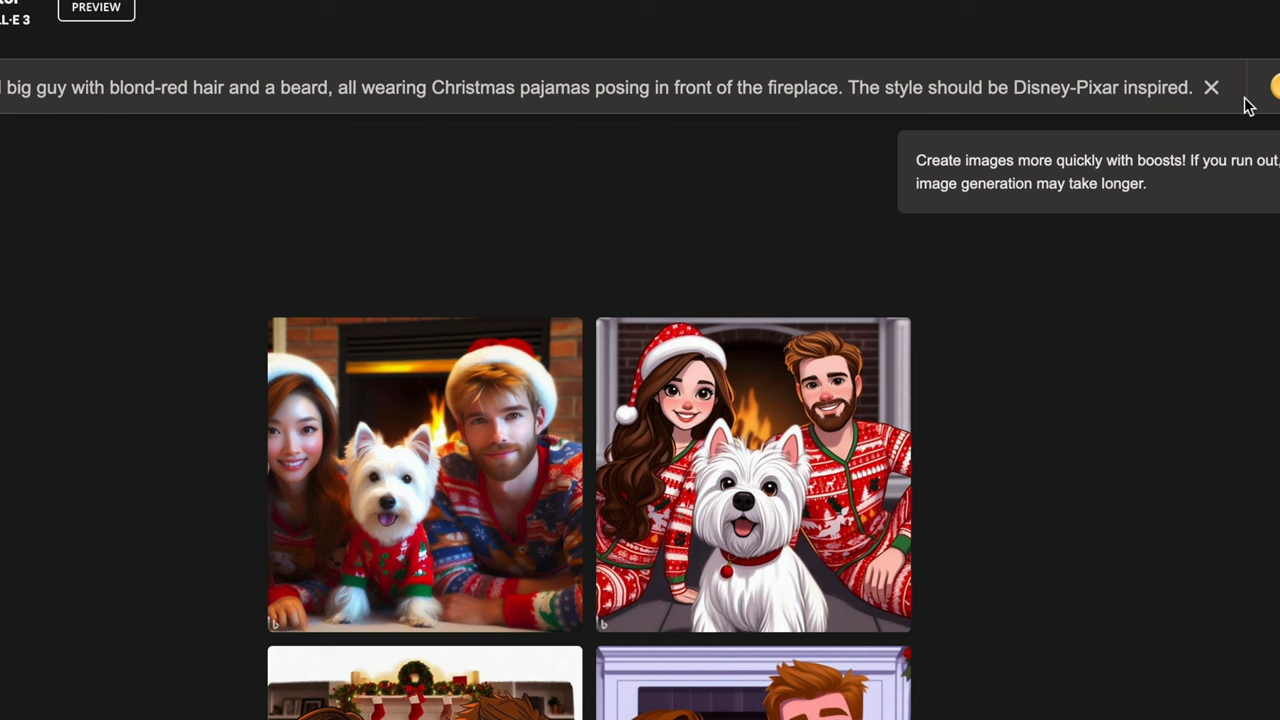 LL·E 3
PREVIEW
big guy with blond-red hair and a beard, all wearing Christmas pajamas posing in front of the fireplace. The style should be Disney-Pixar inspired.
Create images more quickly with boosts! If you run out,
image generation may take longer.